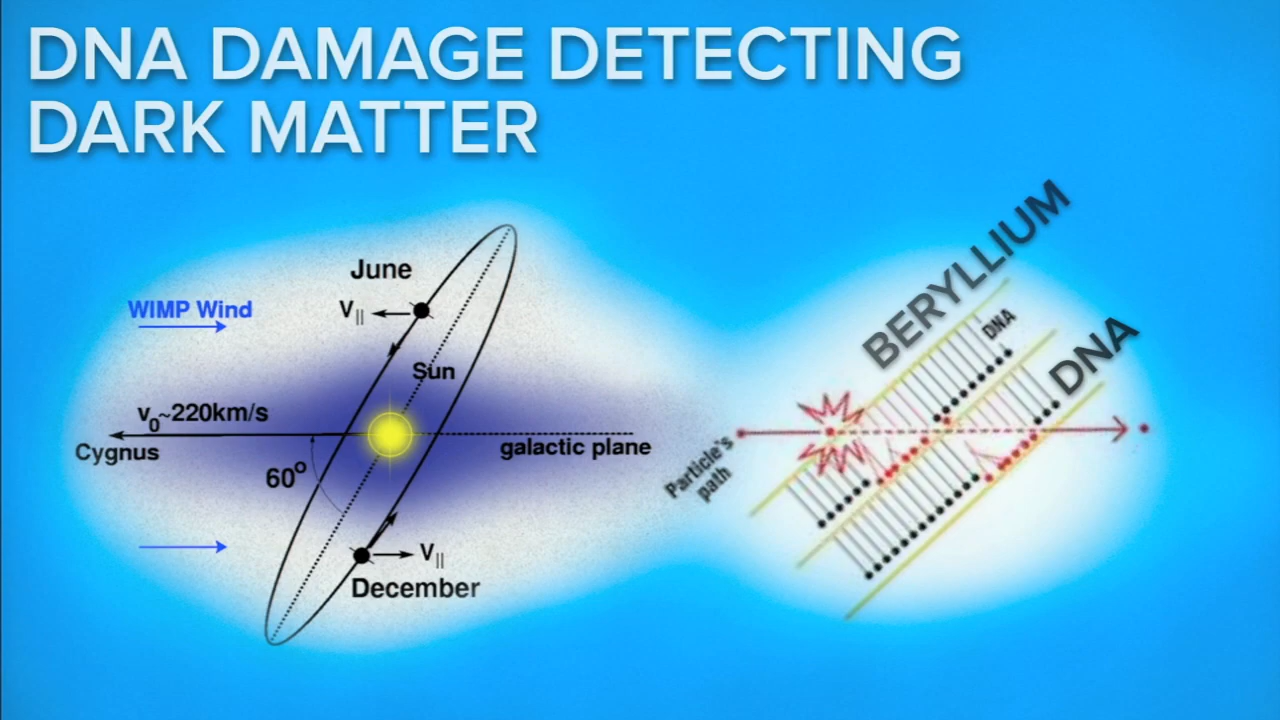 DNA DAMAGE DETECTING
DARK MATTER
June
WIMP Wind
V||
Sun
v0~220km/s
Cygnus
galactic plane
60o
V||
December
BERYLLIUM
DNA
DNA
Particle's
path